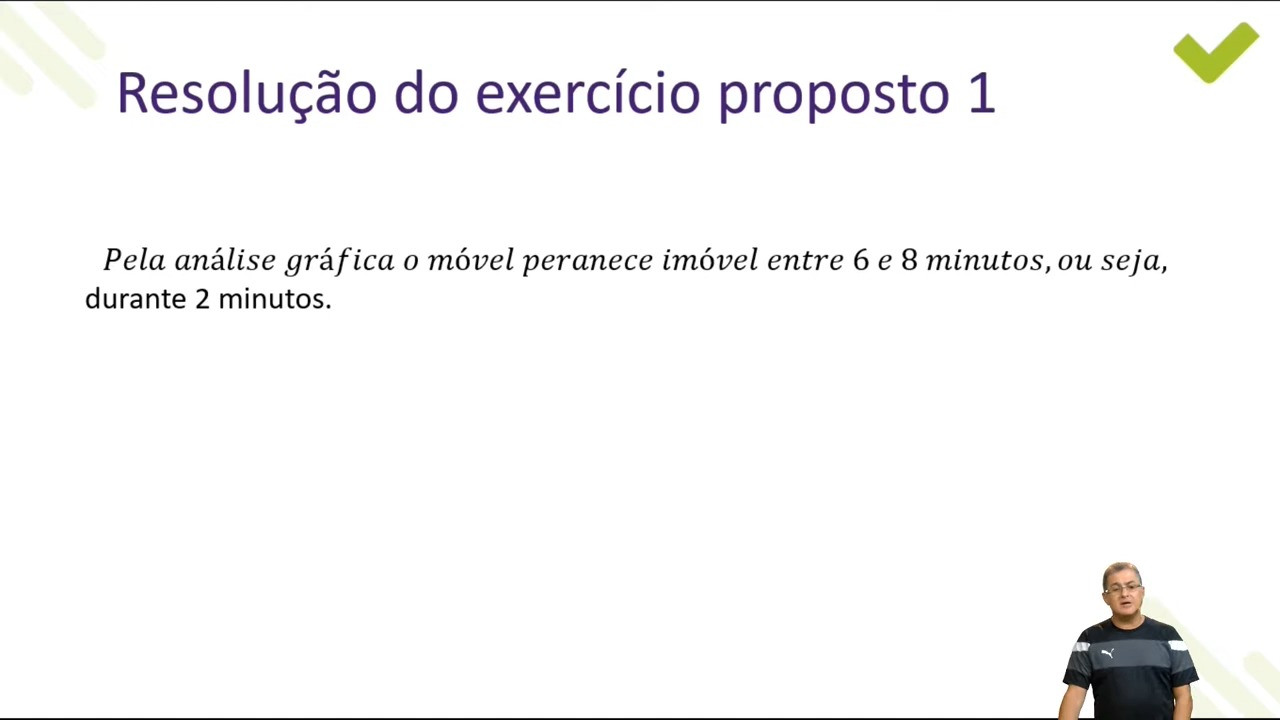 Resolução do exercício proposto 1
Pela análise gráfica o móvel peranece imóvel entre 6 e 8 minutos, ou seja,
durante 2 minutos.